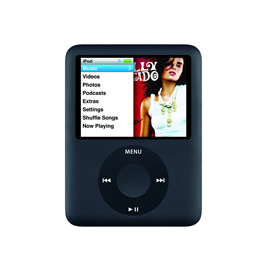 iPod
Music
Videos
Photos
Podcasts
Extras
Settings
Shuffle Songs
Now Playing
MENU